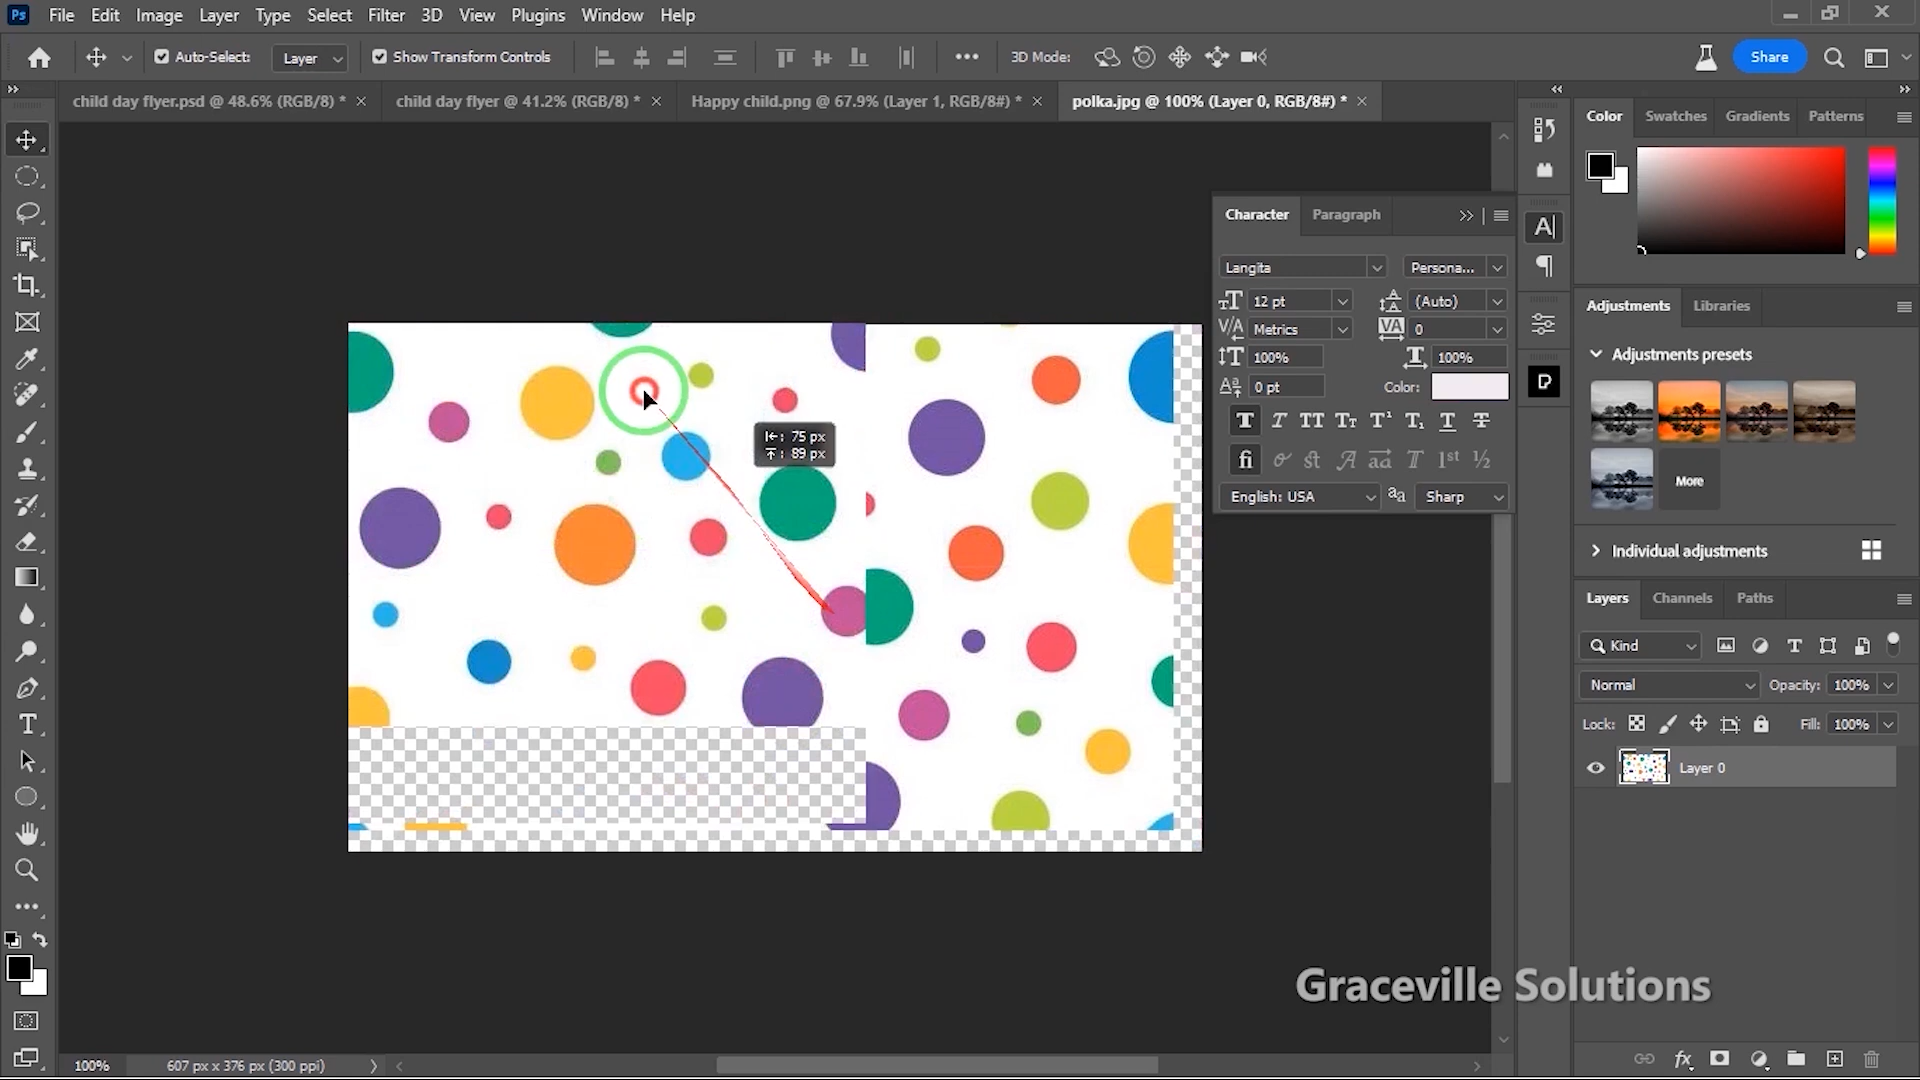 Ps File Edit Image Layer Type Select Filter 3D View Plugins Window Help
Auto-Select: Layer Show Transform Controls 3D Mode: Share
child day flyer.psd @ 48.6% (RGB/8) * child day flyer @ 41.2% (RGB/8) * Happy child.png @ 67.9% (Layer 1, RGB/8#) * polka.jpg @ 100% (Layer 0, RGB/8#) *
Color Swatches Gradients Patterns
Character Paragraph
Langita Persona...
12 pt (Auto)
Metrics 0
100% 100%
0 pt Color:
English: USA Sharp
: 75 px
: 89 px
Adjustments Libraries
Adjustments presets
More
Individual adjustments
Layers Channels Paths
Kind
Normal Opacity: 100%
Lock: Fill: 100%
Layer 0
Graceville Solutions
100% 607 px x 376 px (300 ppi)